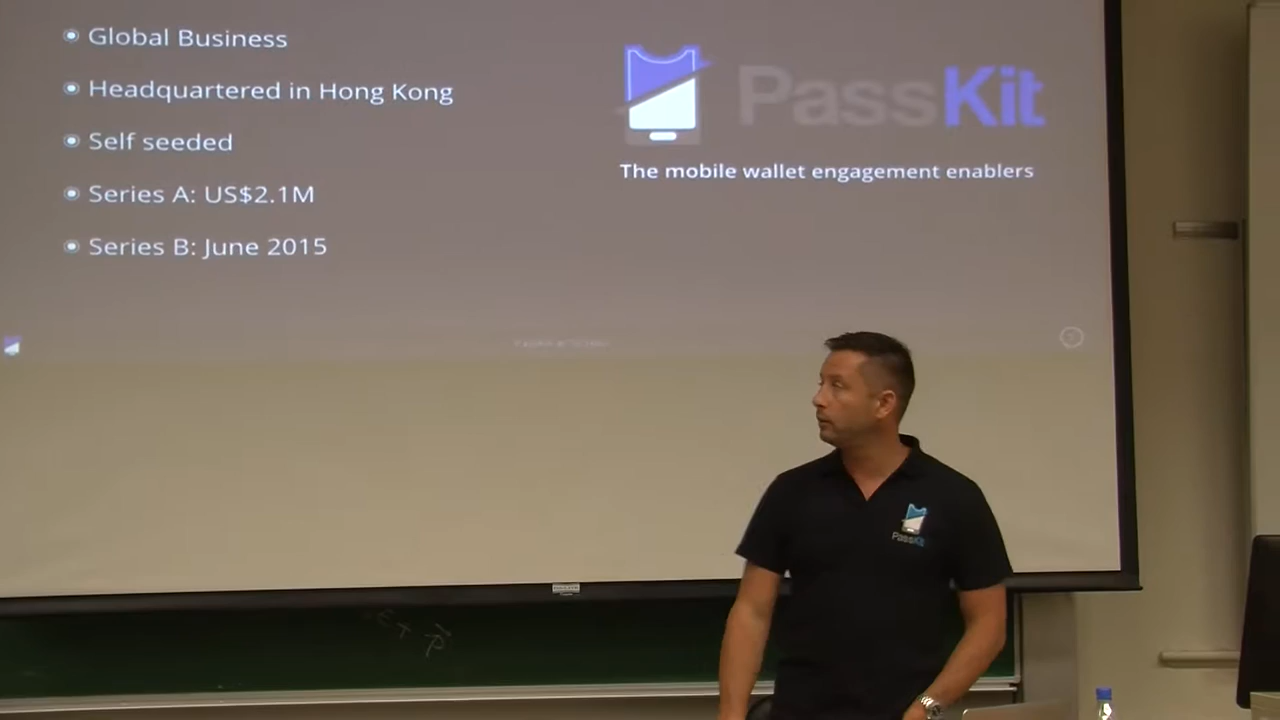 Global Business
Headquartered in Hong Kong
Self seeded
Series A: US$2.1M
Series B: June 2015
PassKit
The mobile wallet engagement enablers
PassKit